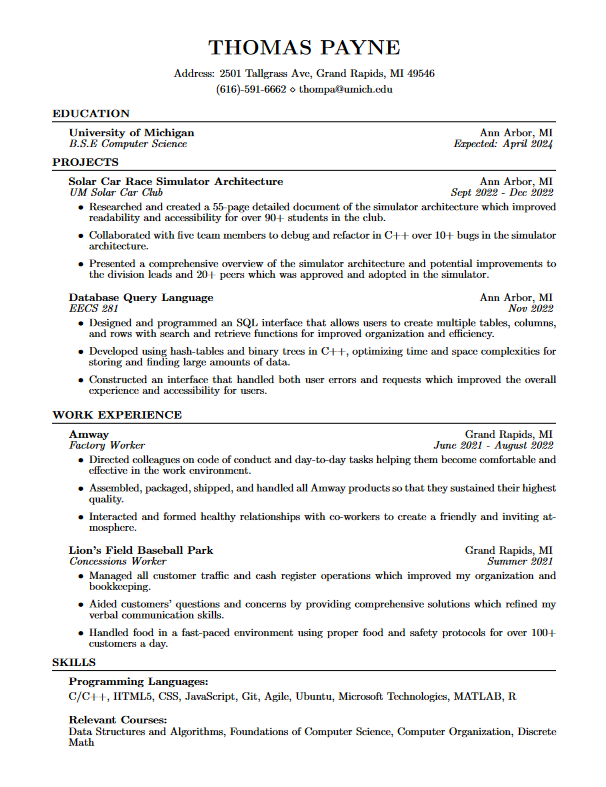 THOMAS PAYNE
Address: 2501 Tallgrass Ave, Grand Rapids, MI 49546
(616)-591-6662 ⋄ thompa@umich.edu
EDUCATION
University of Michigan Ann Arbor, MI
B.S.E Computer Science Expected: April 2024
PROJECTS
Solar Car Race Simulator Architecture Ann Arbor, MI
UM Solar Car Club Sept 2022 - Dec 2022
• Researched and created a 55-page detailed document of the simulator architecture which improved
readability and accessibility for over 90+ students in the club.
• Collaborated with five team members to debug and refactor in C++ over 10+ bugs in the simulator
architecture.
• Presented a comprehensive overview of the simulator architecture and potential improvements to
the division leads and 20+ peers which was approved and adopted in the simulator.
Database Query Language Ann Arbor, MI
EECS 281 Nov 2022
• Designed and programmed an SQL interface that allows users to create multiple tables, columns,
and rows with search and retrieve functions for improved organization and efficiency.
• Developed using hash-tables and binary trees in C++, optimizing time and space complexities for
storing and finding large amounts of data.
• Constructed an interface that handled both user errors and requests which improved the overall
experience and accessibility for users.
WORK EXPERIENCE
Amway Grand Rapids, MI
Factory Worker June 2021 - August 2022
• Directed colleagues on code of conduct and day-to-day tasks helping them become comfortable and
effective in the work environment.
• Assembled, packaged, shipped, and handled all Amway products so that they sustained their highest
quality.
• Interacted and formed healthy relationships with co-workers to create a friendly and inviting at-
mosphere.
Lion's Field Baseball Park Grand Rapids, MI
Concessions Worker Summer 2021
• Managed all customer traffic and cash register operations which improved my organization and
bookkeeping.
• Aided customers' questions and concerns by providing comprehensive solutions which refined my
verbal communication skills.
• Handled food in a fast-paced environment using proper food and safety protocols for over 100+
customers a day.
SKILLS
Programming Languages:
C/C++, HTML5, CSS, JavaScript, Git, Agile, Ubuntu, Microsoft Technologies, MATLAB, R
Relevant Courses:
Data Structures and Algorithms, Foundations of Computer Science, Computer Organization, Discrete
Math